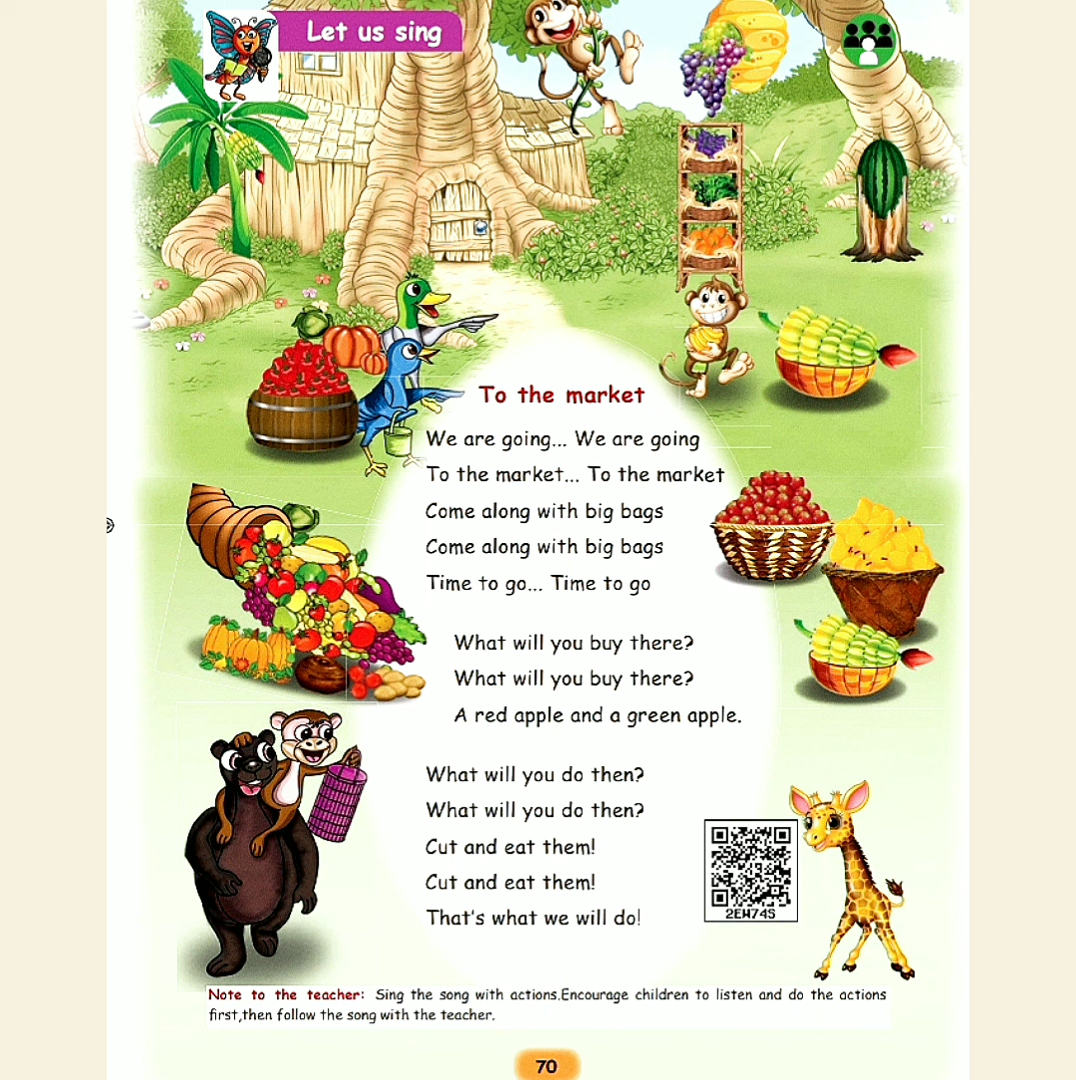 Let us sing
To the market
We are going... We are going
To the market... To the market
Come along with big bags
Come along with big bags
Time to go... Time to go
What will you buy there?
What will you buy there?
A red apple and a green apple.
What will you do then?
What will you do then?
Cut and eat them!
Cut and eat them!
That's what we will do!
2EW74S
Note to the teacher: Sing the song with actions.Encourage children to listen and do the actions
first,then follow the song with the teacher.
70